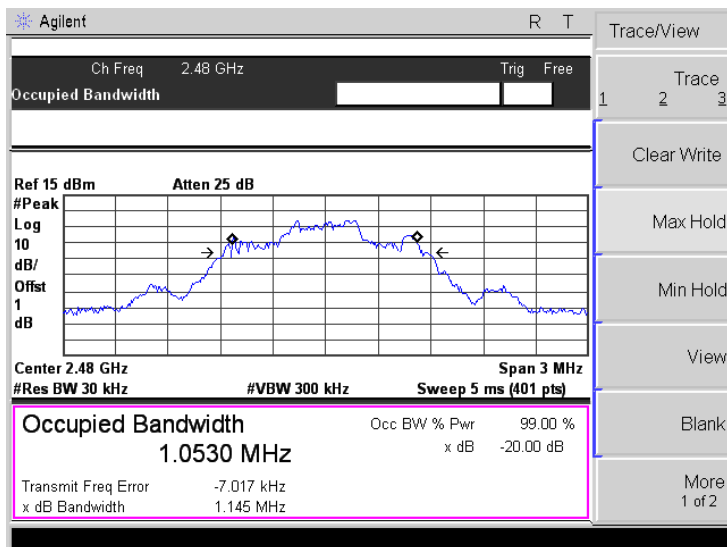 Agilent
R T
Trace/View
Ch Freq 2.48 GHz
Trig Free
Occupied Bandwidth
Trace
1 2 3
Clear Write
Max Hold
Min Hold
View
Blank
More
1 of 2
Ref 15 dBm Atten 25 dB
#Peak
Log
10
dB/
Offst
1
dB
Center 2.48 GHz Span 3 MHz
#Res BW 30 kHz #VBW 300 kHz Sweep 5 ms (401 pts)
Occupied Bandwidth
1.0530 MHz
Occ BW % Pwr 99.00 %
x dB -20.00 dB
Transmit Freq Error -7.017 kHz
x dB Bandwidth 1.145 MHz